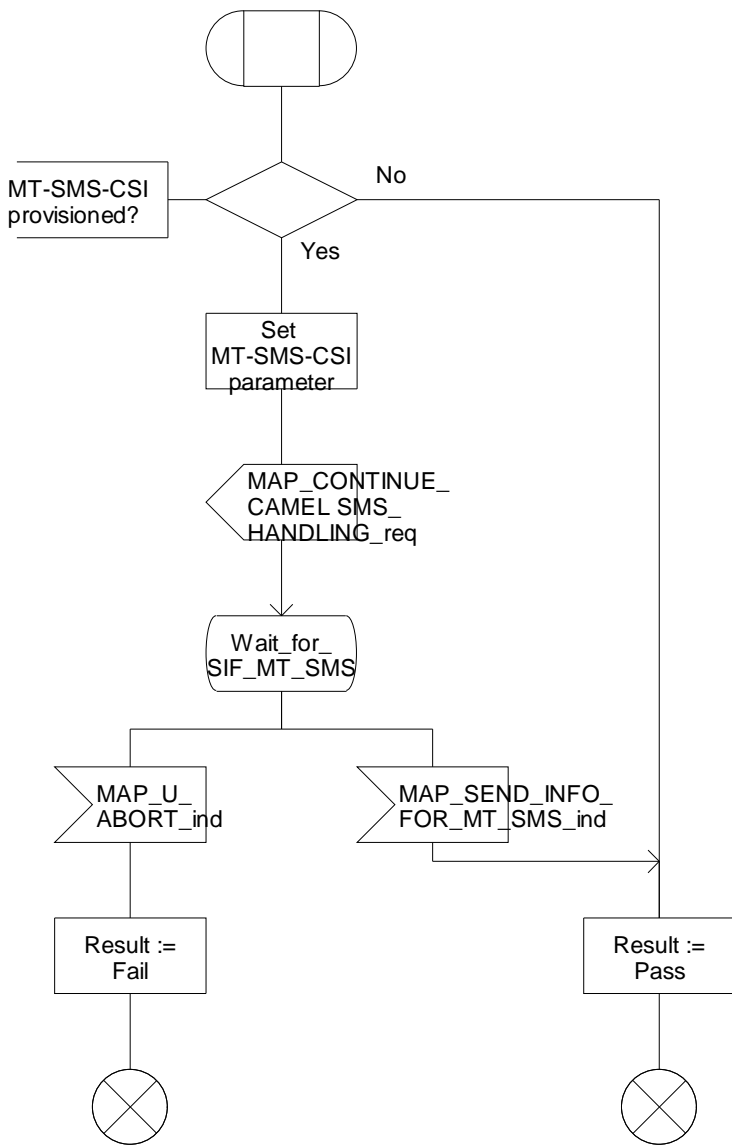 No
MT-SMS-CSI
provisioned?
Yes
Set
MT-SMS-CSI
parameter
MAP_CONTINUE_
CAMEL SMS_
HANDLING_req
Wait_for_
SIF_MT_SMS
MAP_U_
ABORT_ind
MAP_SEND_INFO_
FOR_MT_SMS_ind
Result :=
Fail
Result :=
Pass